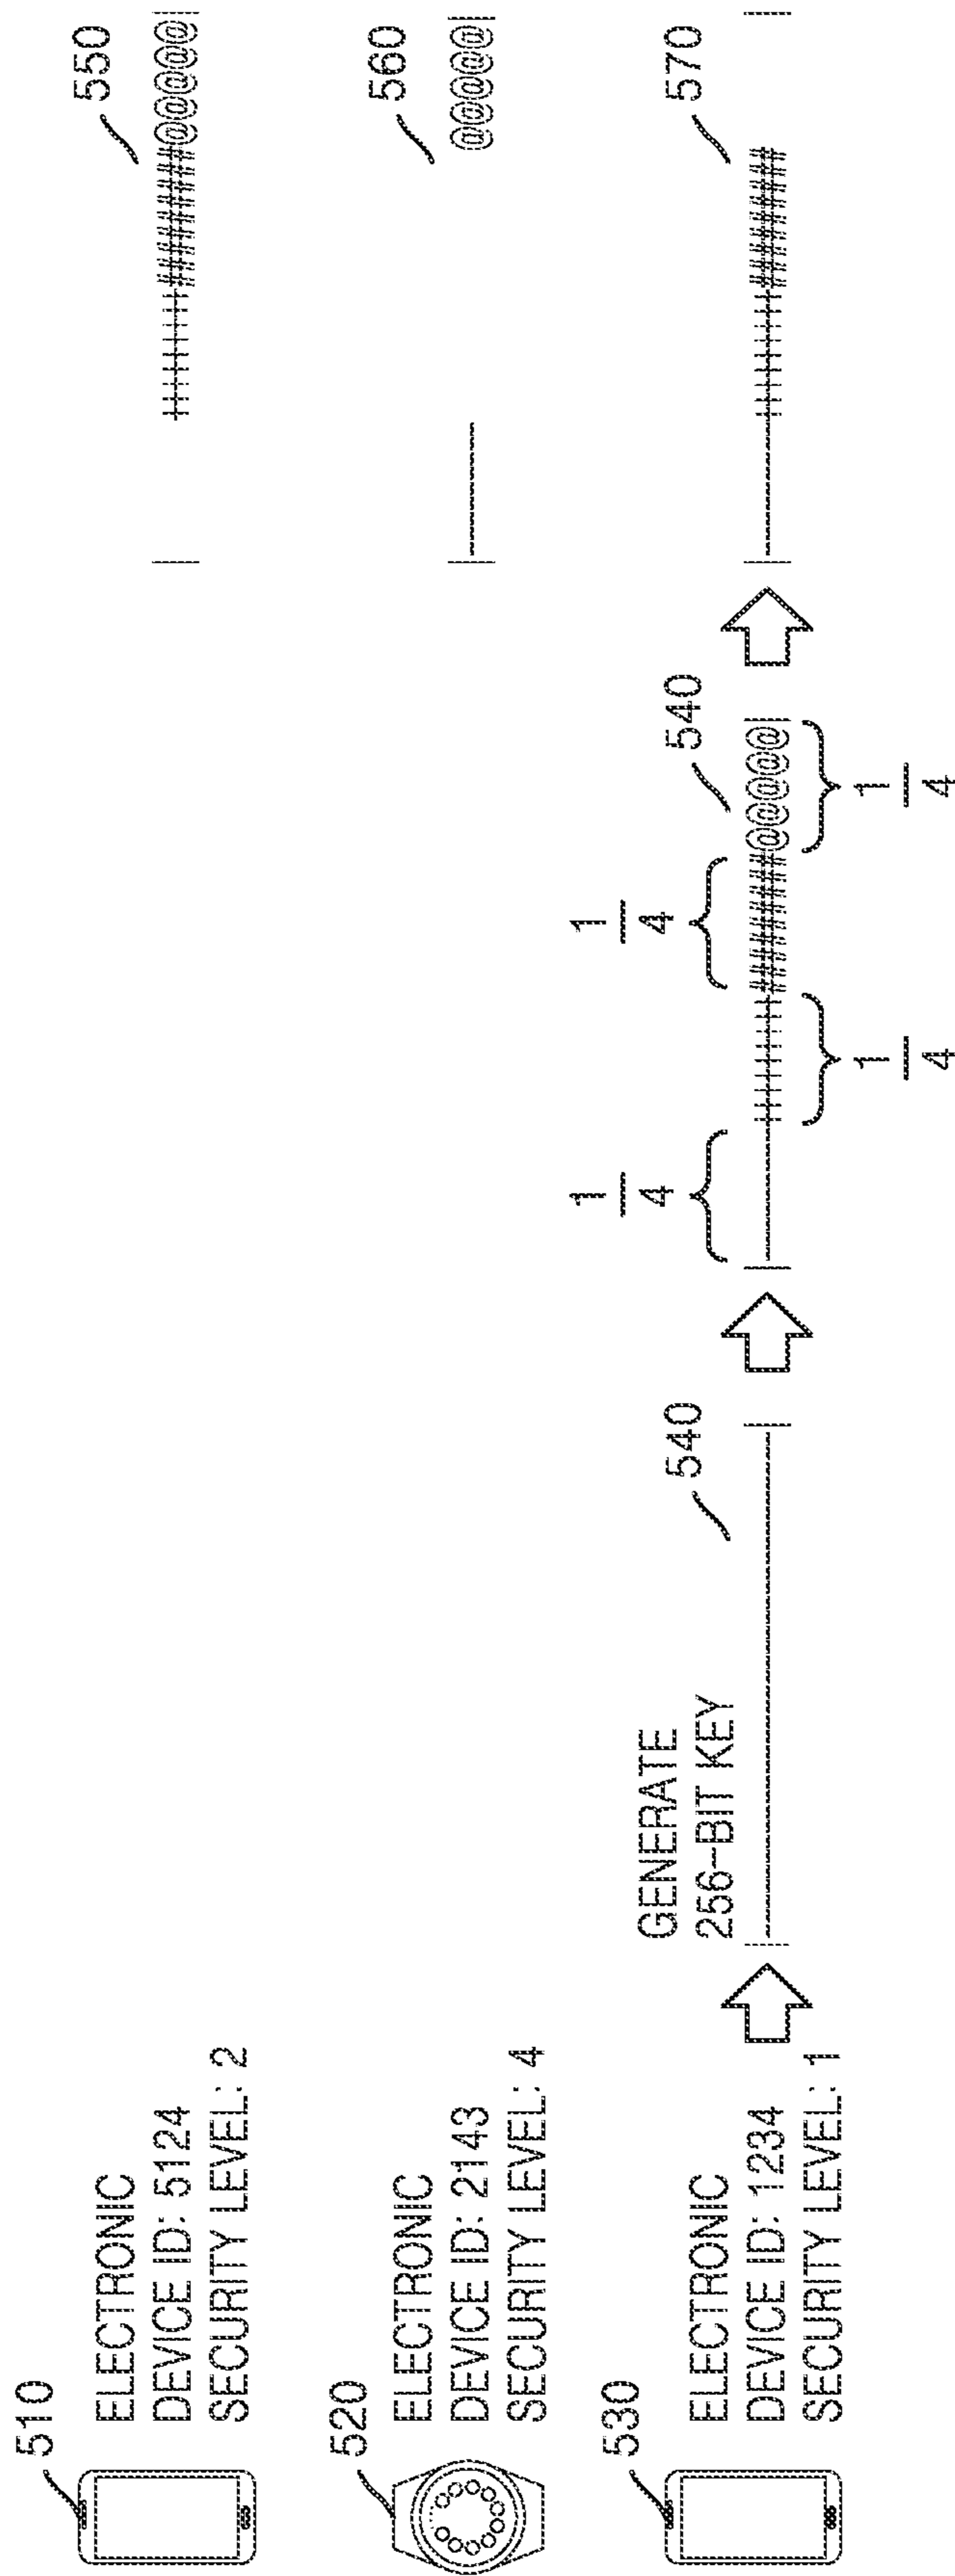 510
ELECTRONIC
DEVICE ID: 5124
SECURITY LEVEL: 2
550
@@@@@
520
ELECTRONIC
DEVICE ID: 2143
SECURITY LEVEL: 4
560
@@@@@
530
ELECTRONIC
DEVICE ID: 1234
SECURITY LEVEL: 1
GENERATE
256-BIT KEY
540
1
4
1
4
540
@@@@@
1
4
1
4
570